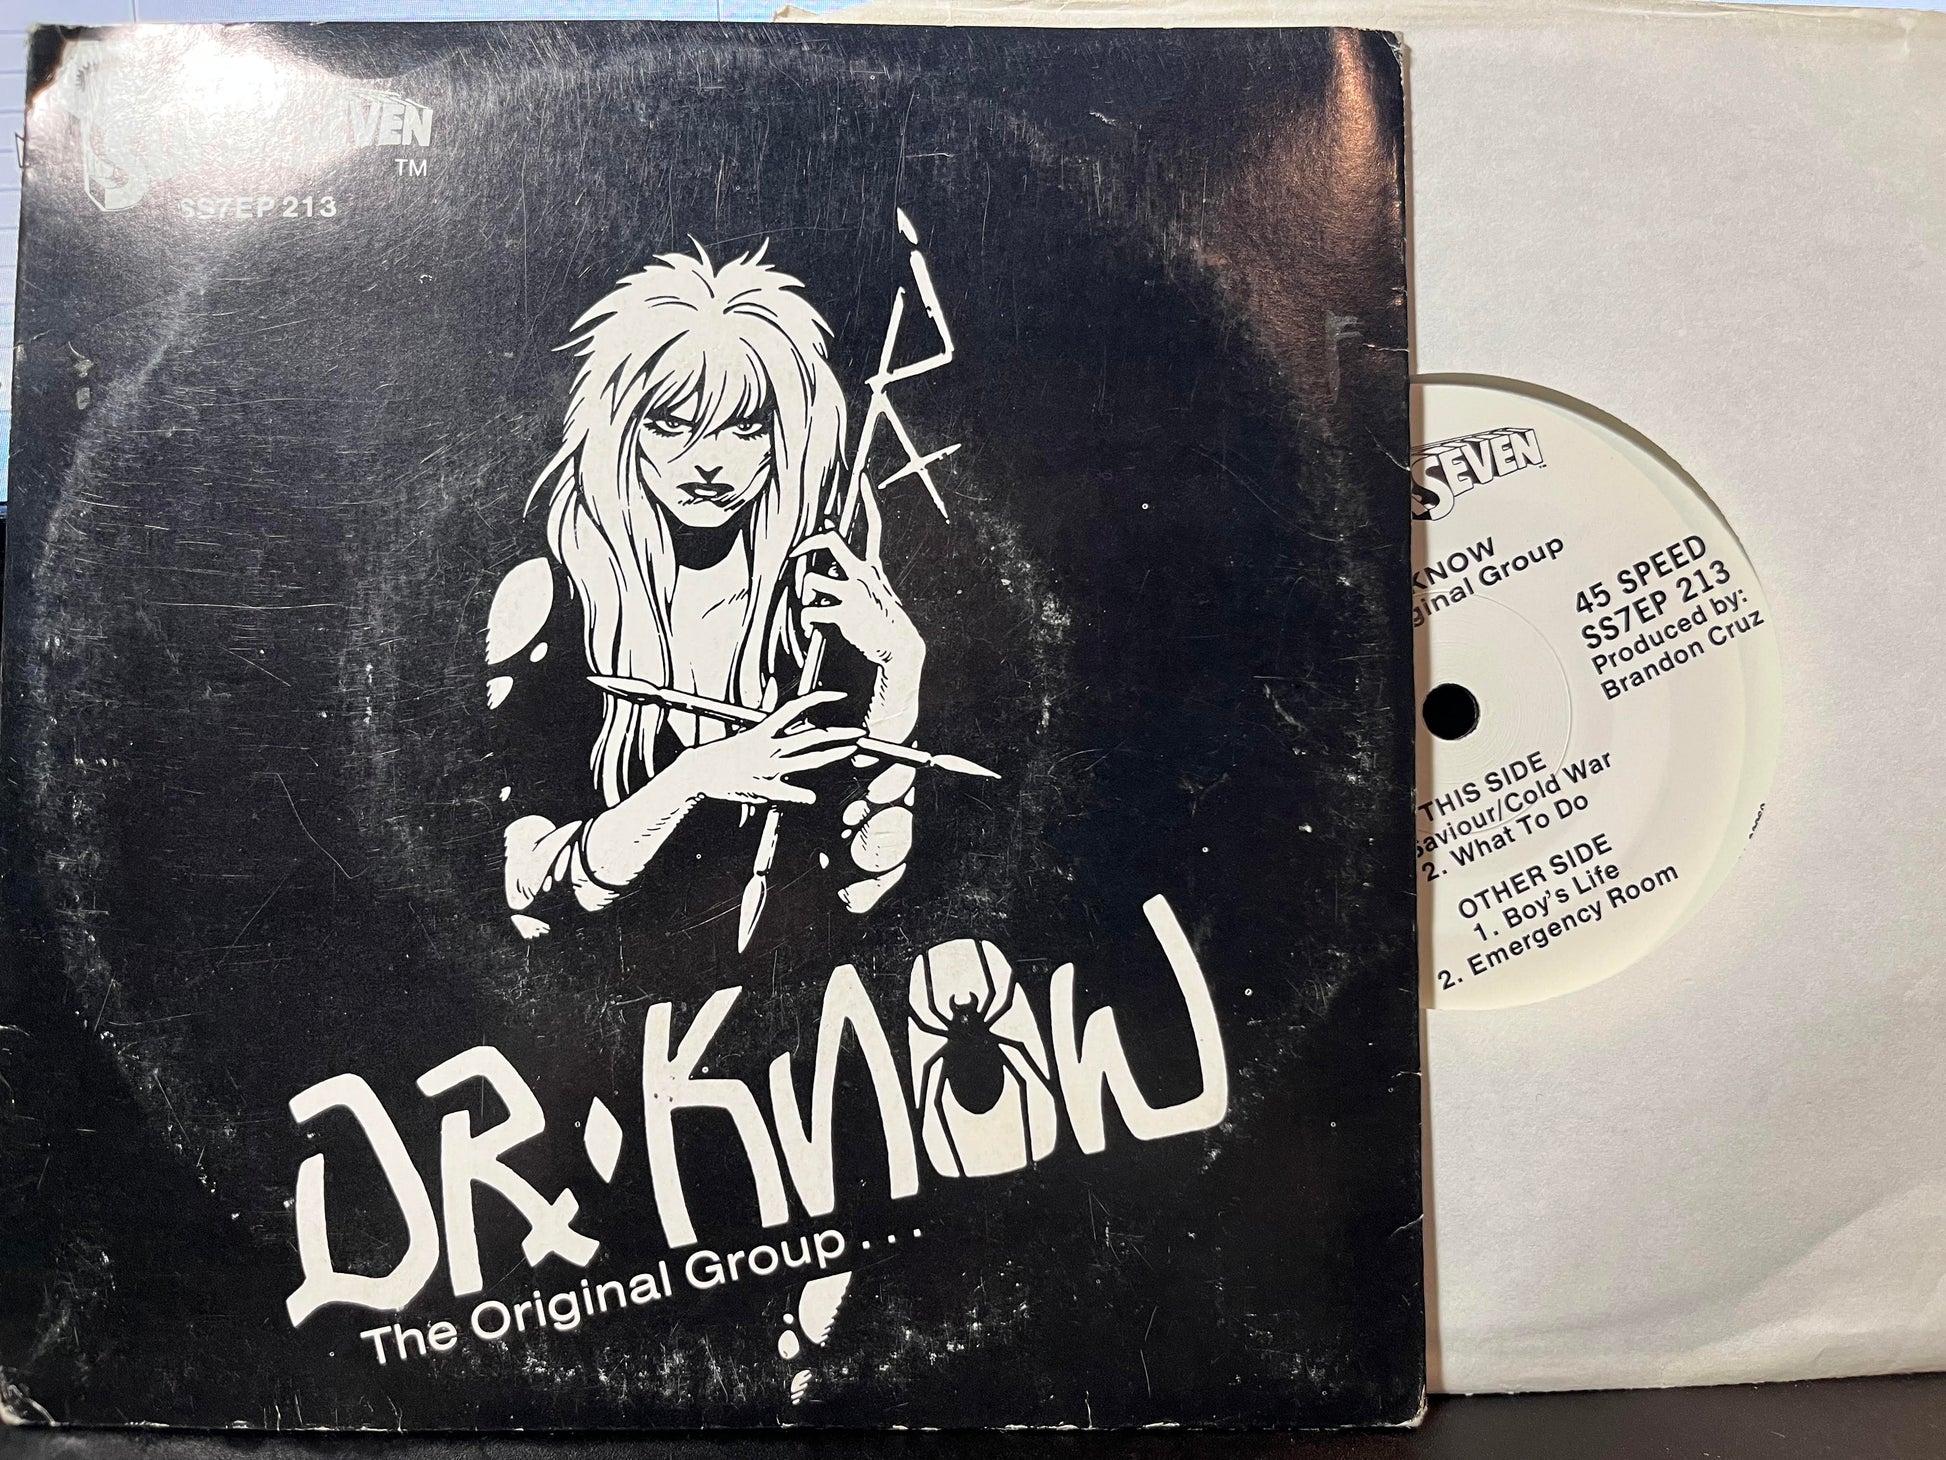 SEVEN
TM
SS7EP 213
DR. KNOW
The Original Group...
SEVEN
KNOW
ginal Group
45 SPEED
SS7EP 213
Produced by:
Brandon Cruz
THIS SIDE
Saviour/Cold War
2. What To Do
OTHER SIDE
1. Boy's Life
2. Emergency Room